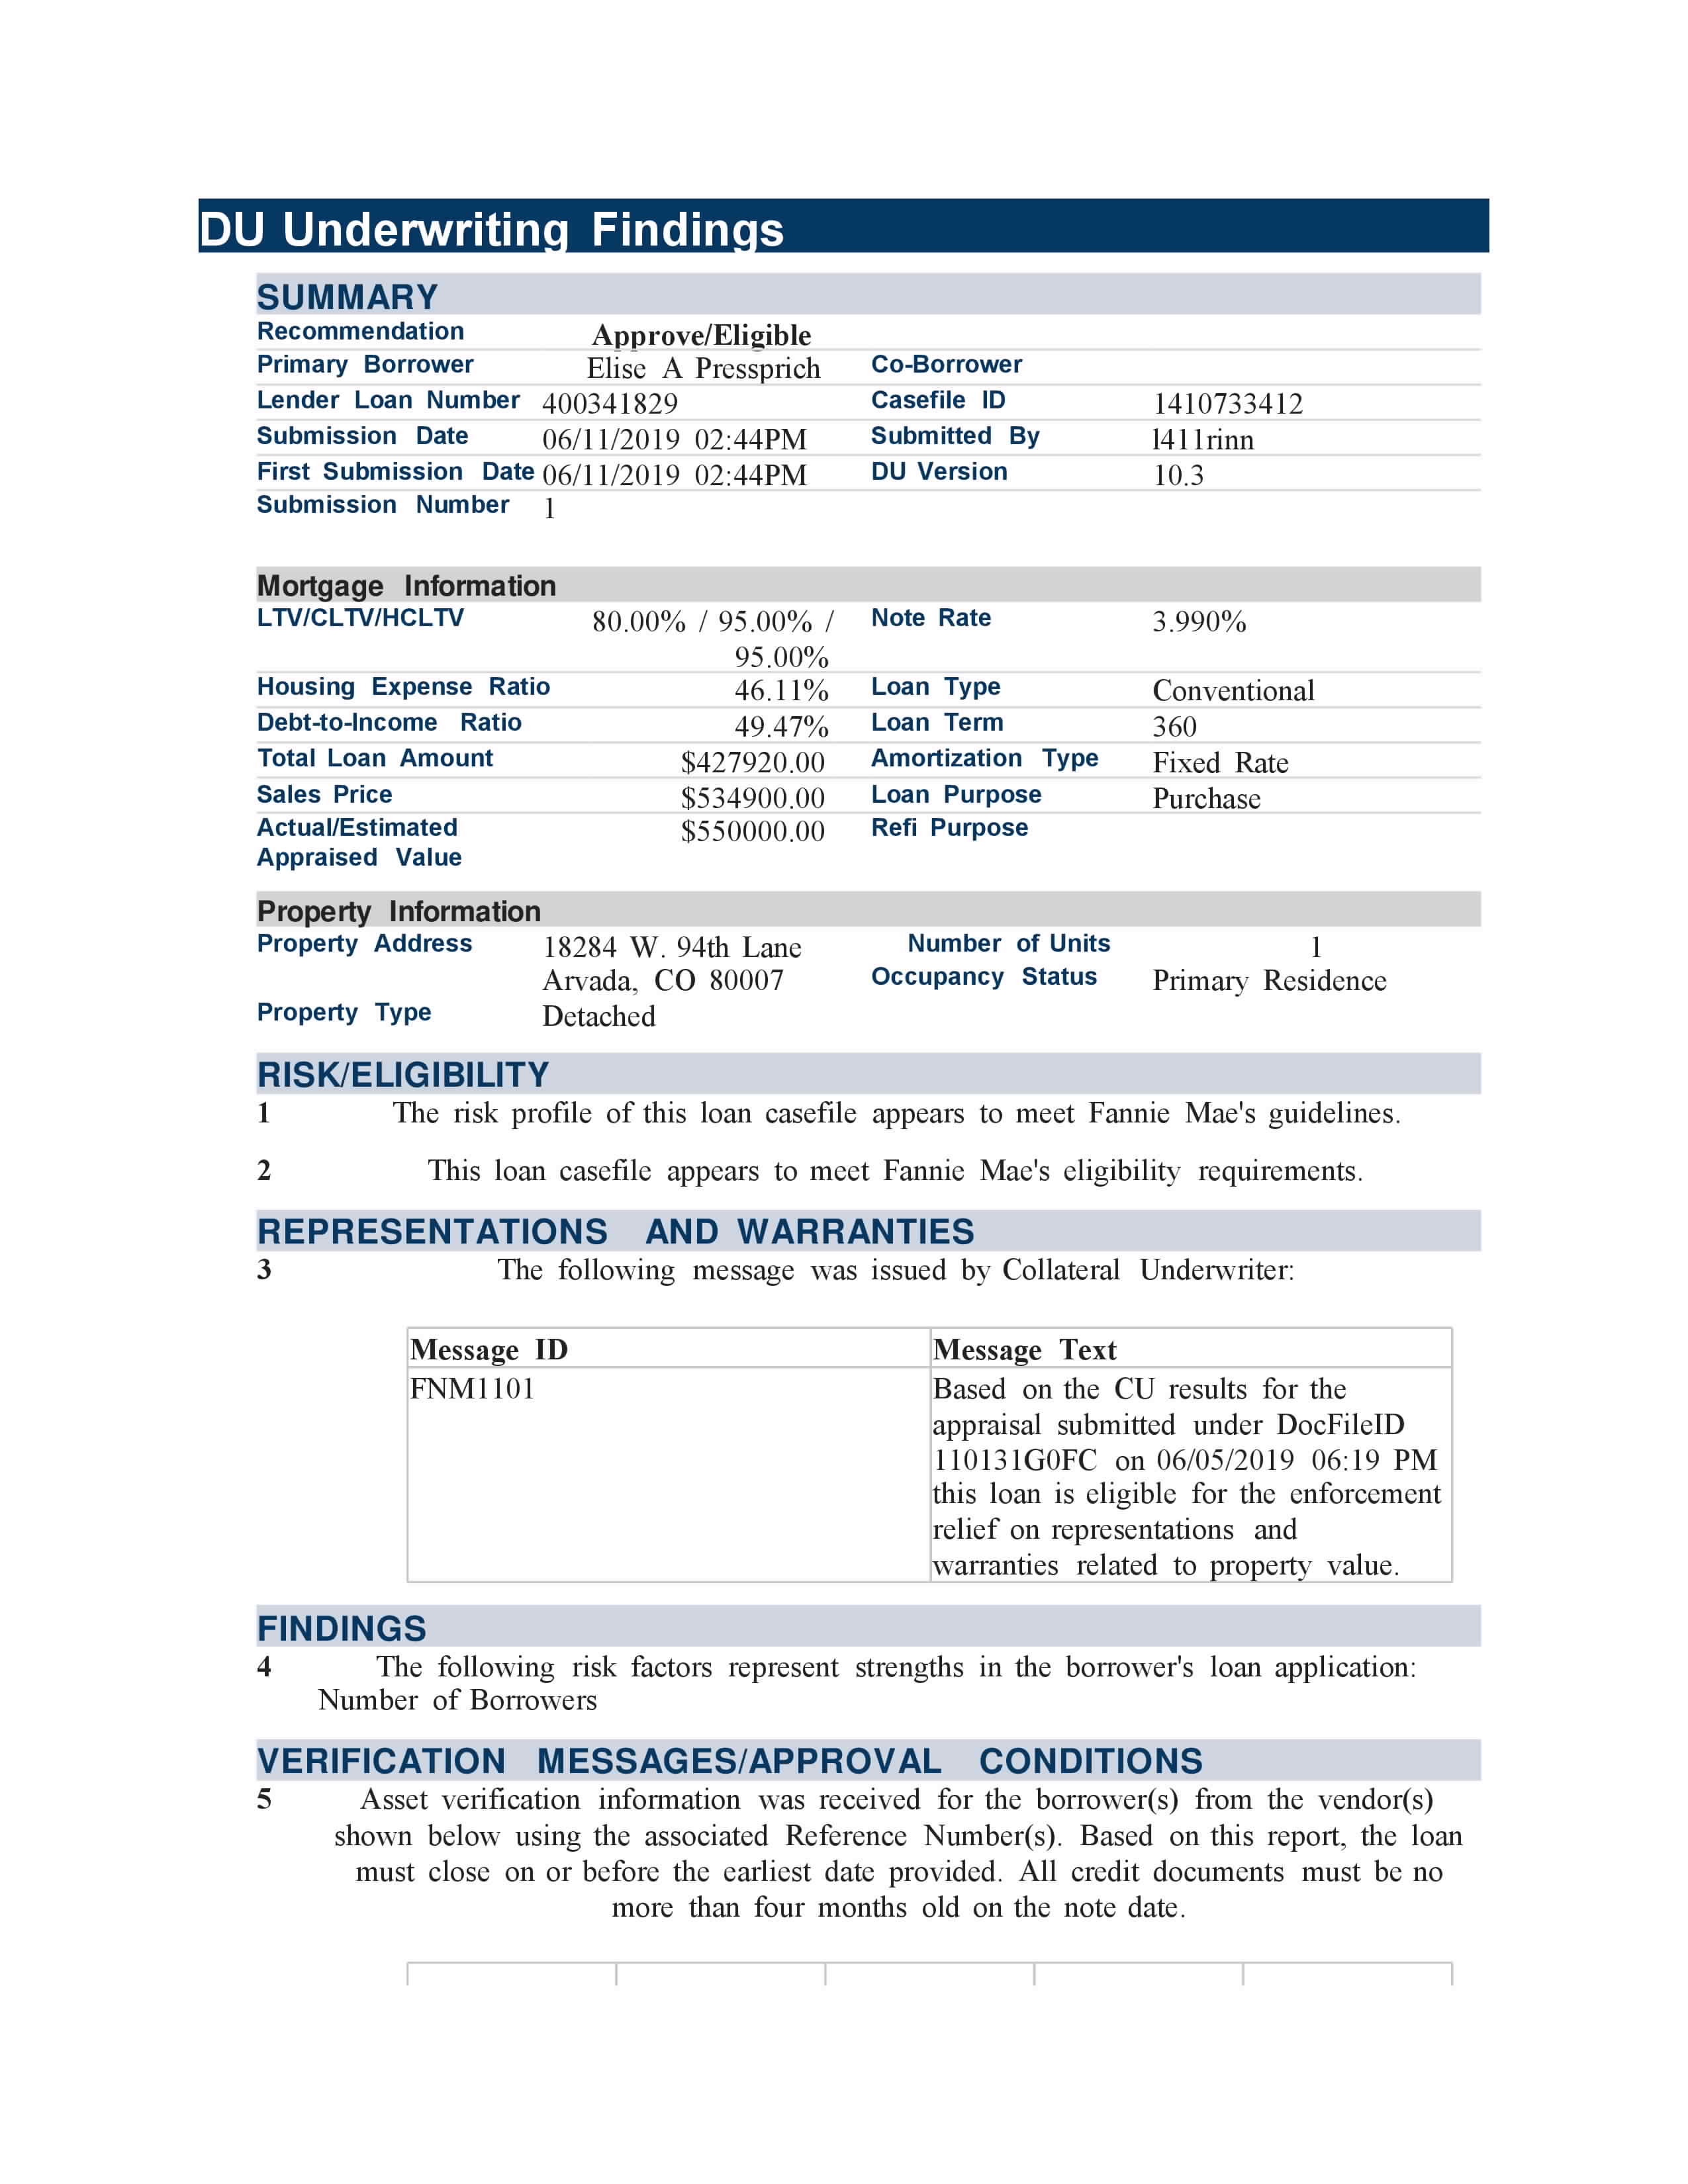 DU Underwriting Findings
SUMMARY
Recommendation Approve/Eligible
Primary Borrower Elise A Pressprich Co-Borrower
Lender Loan Number 400341829 Casefile ID 1410733412
Submission Date 06/11/2019 02:44PM Submitted By l411rinn
First Submission Date 06/11/2019 02:44PM DU Version 10.3
Submission Number 1
Mortgage Information
LTV/CLTV/HCLTV 80.00% / 95.00% / Note Rate 3.990%
95.00%
Housing Expense Ratio 46.11% Loan Type Conventional
Debt-to-Income Ratio 49.47% Loan Term 360
Total Loan Amount $427920.00 Amortization Type Fixed Rate
Sales Price $534900.00 Loan Purpose Purchase
Actual/Estimated $550000.00 Refi Purpose
Appraised Value
Property Information
Property Address 18284 W. 94th Lane Number of Units 1
Arvada, CO 80007 Occupancy Status Primary Residence
Property Type Detached
RISK/ELIGIBILITY
1 The risk profile of this loan casefile appears to meet Fannie Mae's guidelines.
2 This loan casefile appears to meet Fannie Mae's eligibility requirements.
REPRESENTATIONS AND WARRANTIES
3 The following message was issued by Collateral Underwriter:
Message ID Message Text
FNM1101 Based on the CU results for the
appraisal submitted under DocFileID
110131G0FC on 06/05/2019 06:19 PM
this loan is eligible for the enforcement
relief on representations and
warranties related to property value.
FINDINGS
4 The following risk factors represent strengths in the borrower's loan application:
Number of Borrowers
VERIFICATION MESSAGES/APPROVAL CONDITIONS
5 Asset verification information was received for the borrower(s) from the vendor(s)
shown below using the associated Reference Number(s). Based on this report, the loan
must close on or before the earliest date provided. All credit documents must be no
more than four months old on the note date.